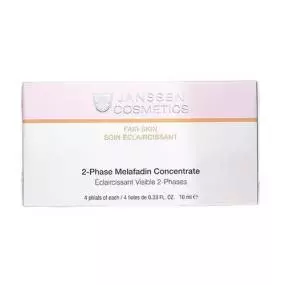 JANSSEN
COSMETICS
FAIR SKIN
SOIN ÉCLAIRCISSANT
2-Phase Melafadin Concentrate
Éclaircissant Visible 2-Phases
4 phials of each / 4 fioles de 0.33 FL. OZ. 10 ml ℮